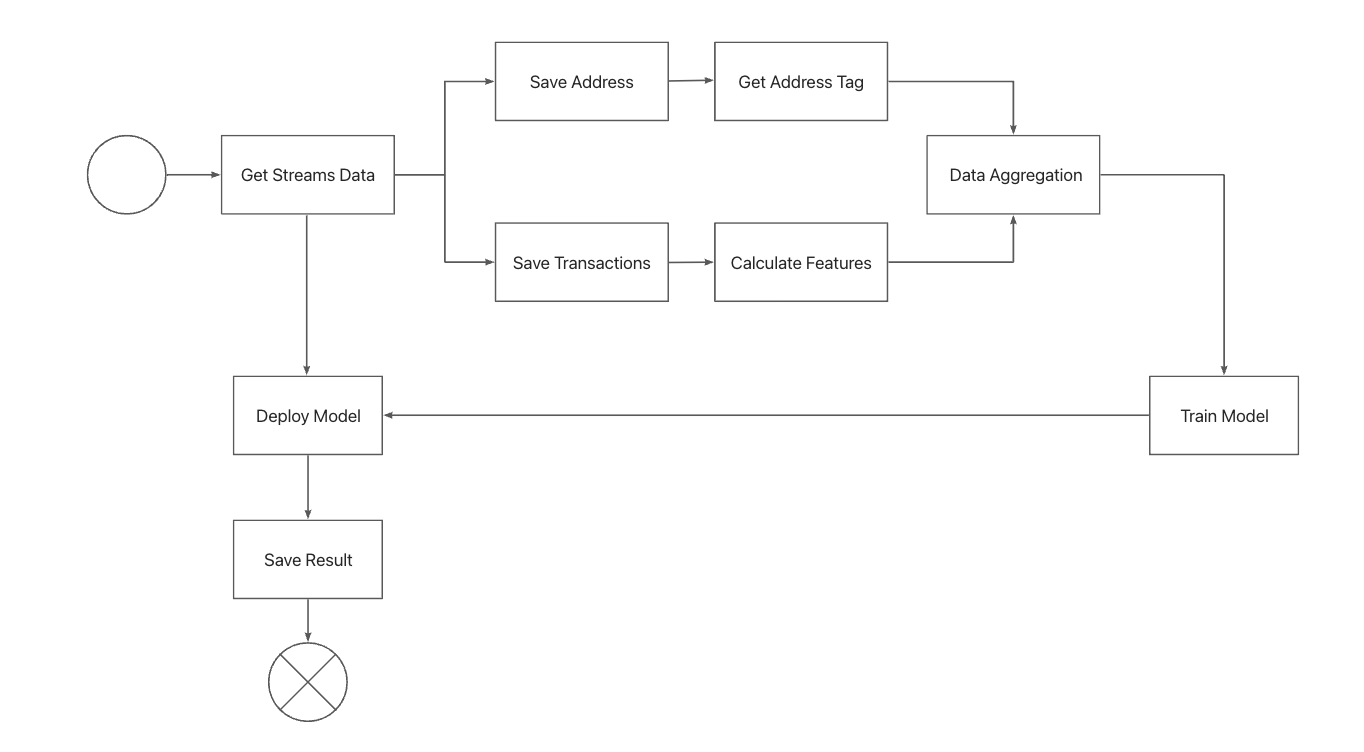 Save Address
Get Address Tag
Get Streams Data
Data Aggregation
Save Transactions
Calculate Features
Deploy Model
Train Model
Save Result